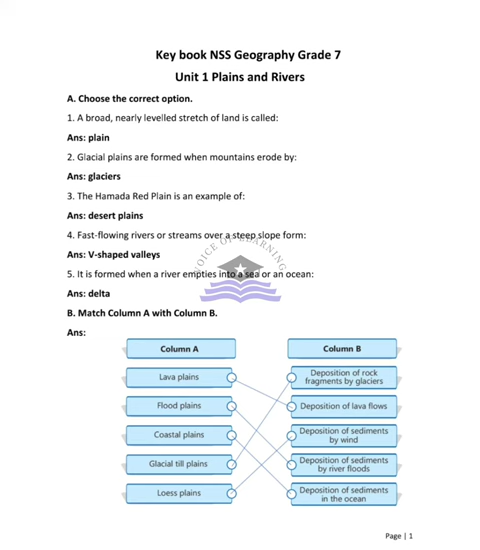 Key book NSS Geography Grade 7
Unit 1 Plains and Rivers
A. Choose the correct option.
1. A broad, nearly levelled stretch of land is called:
Ans: plain
2. Glacial plains are formed when mountains erode by:
Ans: glaciers
3. The Hamada Red Plain is an example of:
Ans: desert plains
4. Fast-flowing rivers or streams over a steep slope form:
Ans: V-shaped valleys
5. It is formed when a river empties into a sea or an ocean:
Ans: delta
VOICE OF LEARNING
B. Match Column A with Column B.
Ans:
Column A
Column B
Lava plains
Deposition of rock
fragments by glaciers
Flood plains
Deposition of lava flows
Coastal plains
Deposition of sediments
by wind
Glacial till plains
Deposition of sediments
by river floods
Loess plains
Deposition of sediments
in the ocean
Page | 1